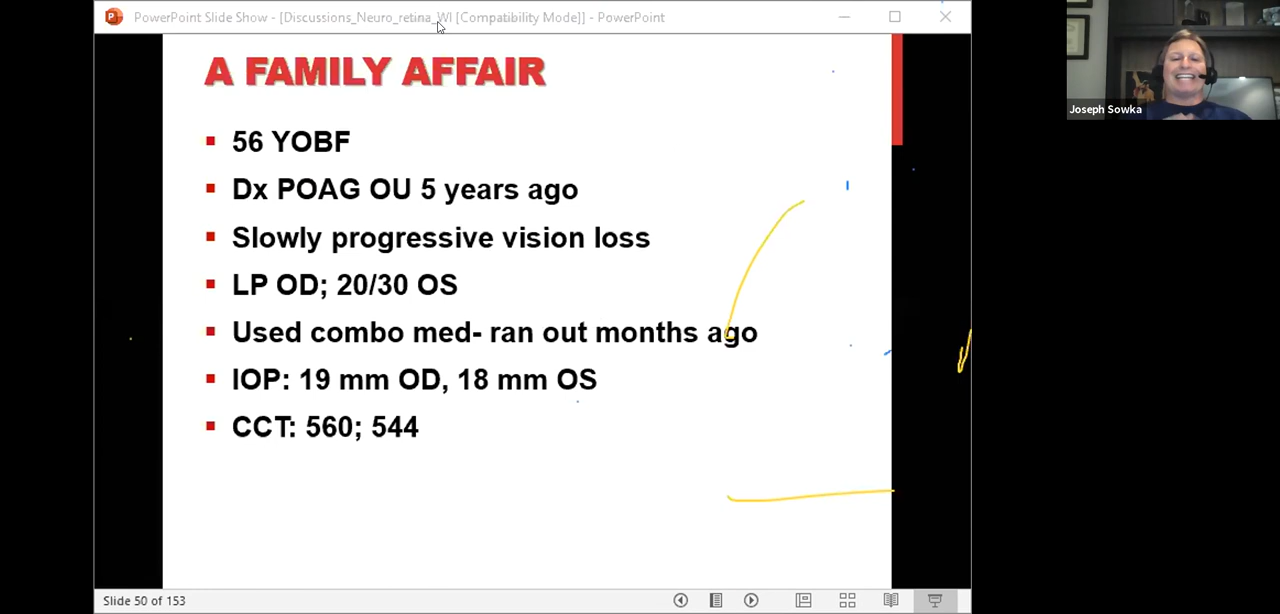 PowerPoint Slide Show - [Discussions_Neuro_retina_WI [Compatibility Mode]] - PowerPoint
Joseph Sowka
A FAMILY AFFAIR
56 YOBF
Dx POAG OU 5 years ago
Slowly progressive vision loss
LP OD; 20/30 OS
Used combo med- ran out months ago
IOP: 19 mm OD, 18 mm OS
CCT: 560; 544
Slide 50 of 153